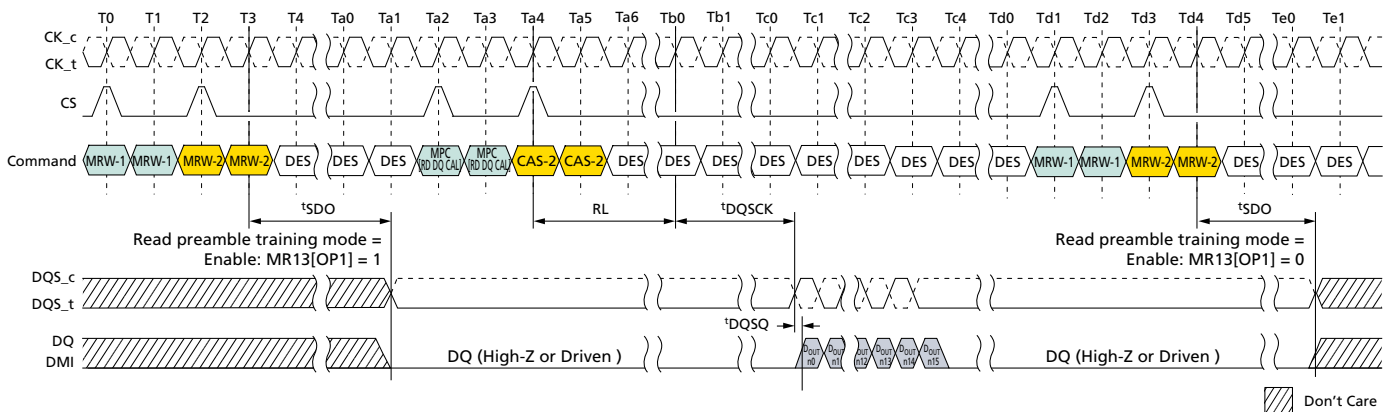 T0 T1 T2 T3 T4 Ta0 Ta1 Ta2 Ta3 Ta4 Ta5 Ta6 Tb0 Tb1 Tc0 Tc1 Tc2 Tc3 Tc4 Td0 Td1 Td2 Td3 Td4 Td5 Te0 Te1
CK_c
CK_t
CS
Command MRW-1 MRW-1 MRW-2 MRW-2 DES DES DES MPC [RD DQ CAL] MPC [RD DQ CAL] CAS-2 CAS-2 DES DES DES DES DES DES DES DES DES MRW-1 MRW-1 MRW-2 MRW-2 DES DES DES
tSDO RL tDQSCK tSDO
Read preamble training mode =
Enable: MR13[OP1] = 1
Read preamble training mode =
Enable: MR13[OP1] = 0
DQS_c
DQS_t
tDQSQ
DQ
DMI
DQ (High-Z or Driven )
DOUT n0 DOUT n1 OUT n12 DOUT n13 DOUT n14 DOUT n15
DQ (High-Z or Driven )
Don't Care